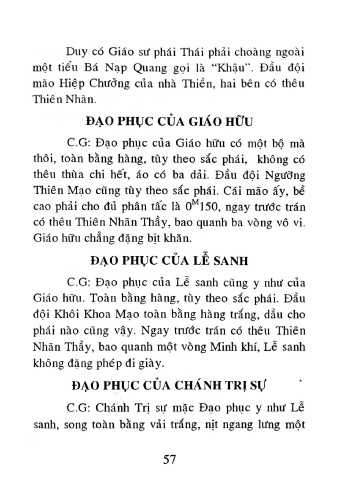 Duy có Giáo sư phái Thái phải choàng ngoài
một tiểu Bá Nạp Quang gọi là “Khậu”. Đầu đội
mão Hiệp Chưởng của nhà Thiền, hai bên có thêu
Thiên Nhãn.
ĐẠO PHỤC CỦA GIÁO HỮU
C.G: Đạo phục của Giáo hữu có một bộ mà
thôi, toàn bằng hàng, tùy theo sắc phái, không có
thêu thùa chi hết, áo có ba dải. Đầu đội Ngưỡng
Thiên Mạo cũng tùy theo sắc phái. Cái mão ấy, bề
cao phải cho đủ phân tấc là 0M150, ngay trước trán
có thêu Thiên Nhãn Thầy, bao quanh ba vòng vô vi.
Giáo hữu chẳng đặng bịt khăn.
ĐẠO PHỤC CỦA LỄ SANH
C.G: Đạo phục của Lễ sanh cũng y như của
Giáo hữu. Toàn bằng hàng, tùy theo sắc phái. Đầu
đội Khôi Khoa Mạo toàn bằng hàng trắng, dầu cho
phái nào cũng vậy. Ngay trước trán có thêu Thiên
Nhãn Thầy, bao quanh một vòng Minh khí, Lễ sanh
không đặng phép đi giày.
ĐẠO PHỤC CỦA CHÁNH TRỊ SỰ
C.G: Chánh Trị sự mặc Đạo phục y như Lễ
sanh, song toàn bằng vải trắng, nịt ngang lưng một
57